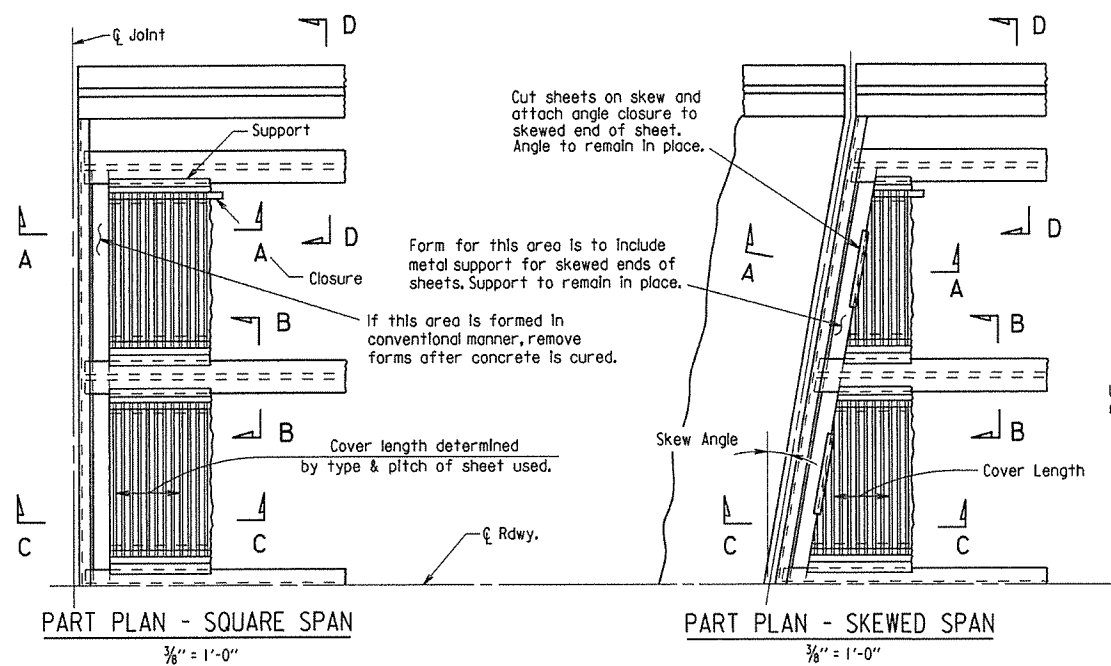 ℄ Joint
D
D
Support
Cut sheets on skew and
attach angle closure to
skewed end of sheet.
Angle to remain in place.
A
A
D
D
Closure
Form for this area is to include
metal support for skewed ends of
sheets. Support to remain in place.
A
A
If this area is formed in
conventional manner, remove
forms after concrete is cured.
B
B
B
B
Cover length determined
by type & pitch of sheet used.
Skew Angle
Cover Length
C
C
C
C
℄ Rdwy.
PART PLAN - SQUARE SPAN
⅜" = 1'-0"
PART PLAN - SKEWED SPAN
⅜" = 1'-0"